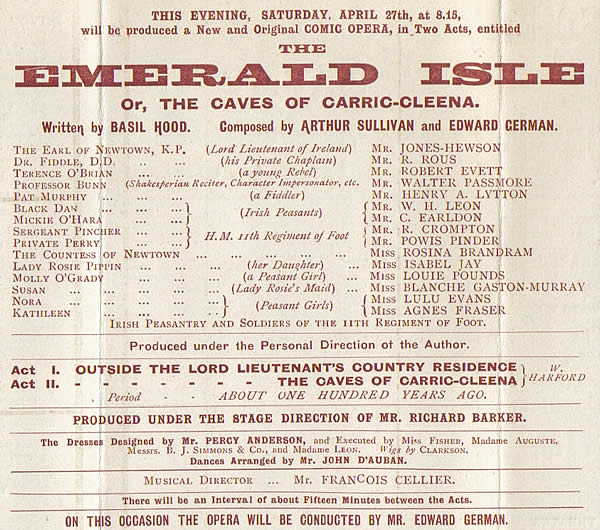 THIS EVENING, SATURDAY, APRIL 27th, at 8.15,
will be produced a New and Original COMIC OPERA, in Two Acts, entitled
THE
EMERALD ISLE
Or, THE CAVES OF CARRIC-CLEENA.
Written by BASIL HOOD. Composed by ARTHUR SULLIVAN and EDWARD GERMAN.
THE EARL OF NEWTOWN, K.P. (Lord Lieutenant of Ireland) MR. JONES-HEWSON
DR. FIDDLE, D.D. ... ... (his Private Chaplain) MR. R. ROUS
TERENCE O'BRIAN ... ... (a young Rebel) MR. ROBERT EVETT
PROFESSOR BUNN (Shakesperian Reciter, Character Impersonator, etc. MR. WALTER PASSMORE
PAT MURPHY ... ... ... (a Fiddler) MR. HENRY A. LYTTON
BLACK DAN ... ... ... } (Irish Peasants) { MR. W. H. LEON
MICKIE O'HARA ... ... } { MR. C. EARLDON
SERGEANT PINCHER ... ... } H.M. 11th Regiment of Foot { MR. R. CROMPTON
PRIVATE PERRY ... ... } { MR. POWIS PINDER
THE COUNTESS OF NEWTOWN ... ... ... ... ... ... MISS ROSINA BRANDRAM
LADY ROSIE PIPPIN ... ... (her Daughter) ... MISS ISABEL JAY
MOLLY O'GRADY ... ... (a Peasant Girl) ... MISS LOUIE POUNDS
SUSAN ... ... ... ... (Lady Rosie's Maid) ... MISS BLANCHE GASTON-MURRAY
NORA ... ... ... ... } (Peasant Girls) { MISS LULU EVANS
KATHLEEN ... ... ... } { MISS AGNES FRASER
IRISH PEASANTRY AND SOLDIERS OF THE 11TH REGIMENT OF FOOT.
Produced under the Personal Direction of the Author.
Act I. OUTSIDE THE LORD LIEUTENANT'S COUNTRY RESIDENCE } W. HARFORD
Act II. - - - - - - - THE CAVES OF CARRIC-CLEENA }
Period - - ABOUT ONE HUNDRED YEARS AGO.
PRODUCED UNDER THE STAGE DIRECTION OF MR. RICHARD BARKER.
The Dresses Designed by Mr. PERCY ANDERSON, and Executed by MISS FISHER, MADAME AUGUSTE,
MESSRS. B. J. SIMMONS & CO., and MADAME LEON. Wigs by CLARKSON.
Dances Arranged by Mr. JOHN D'AUBAN.
MUSICAL DIRECTOR ... MR. FRANCOIS CELLIER.
There will be an Interval of about Fifteen Minutes between the Acts.
ON THIS OCCASION THE OPERA WILL BE CONDUCTED BY MR. EDWARD GERMAN.